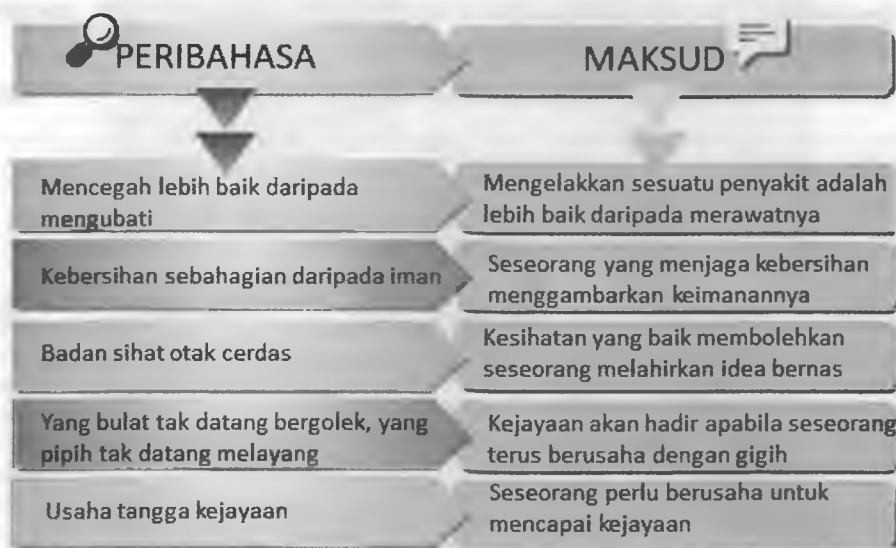 PERIBAHASA
MAKSUD
Mencegah lebih baik daripada
mengubati
Mengelakkan sesuatu penyakit adalah
lebih baik daripada merawatnya
Kebersihan sebahagian daripada iman
Seseorang yang menjaga kebersihan
menggambarkan keimanannya
Badan sihat otak cerdas
Kesihatan yang baik membolehkan
seseorang melahirkan idea bernas
Yang bulat tak datang bergolek, yang
pipih tak datang melayang
Kejayaan akan hadir apabila seseorang
terus berusaha dengan gigih
Usaha tangga kejayaan
Seseorang perlu berusaha untuk
mencapai kejayaan